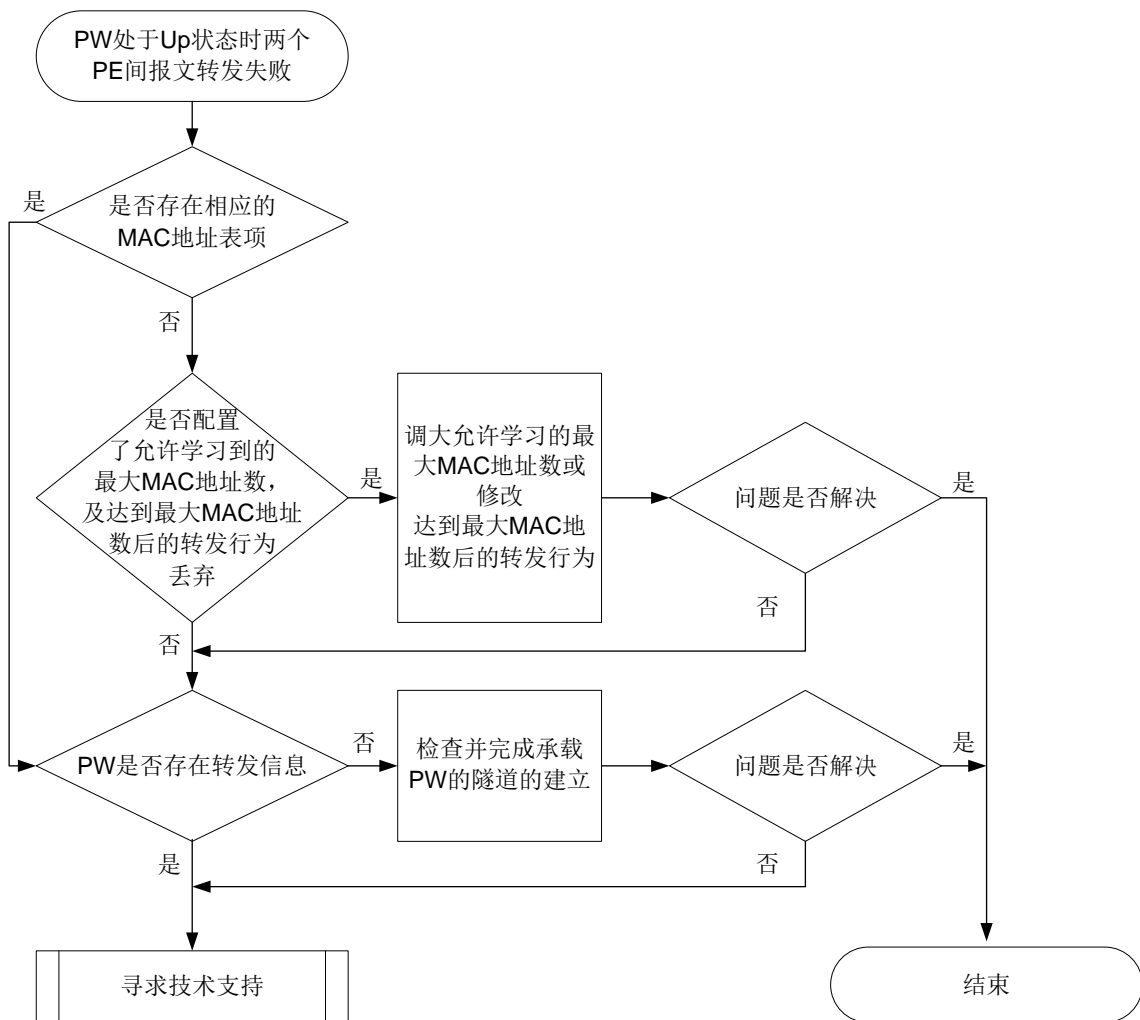 PW处于Up状态时两个
PE间报文转发失败
是
是否存在相应的
MAC地址表项
否
是否配置
了允许学习到的
最大MAC地址数，
及达到最大MAC地址
数后的转发行为
丢弃
是
调大允许学习的最
大MAC地址数或
修改
达到最大MAC地
址数后的转发行为
问题是否解决
是
否
否
PW是否存在转发信息
否
检查并完成承载
PW的隧道的建立
问题是否解决
是
是
否
寻求技术支持
结束